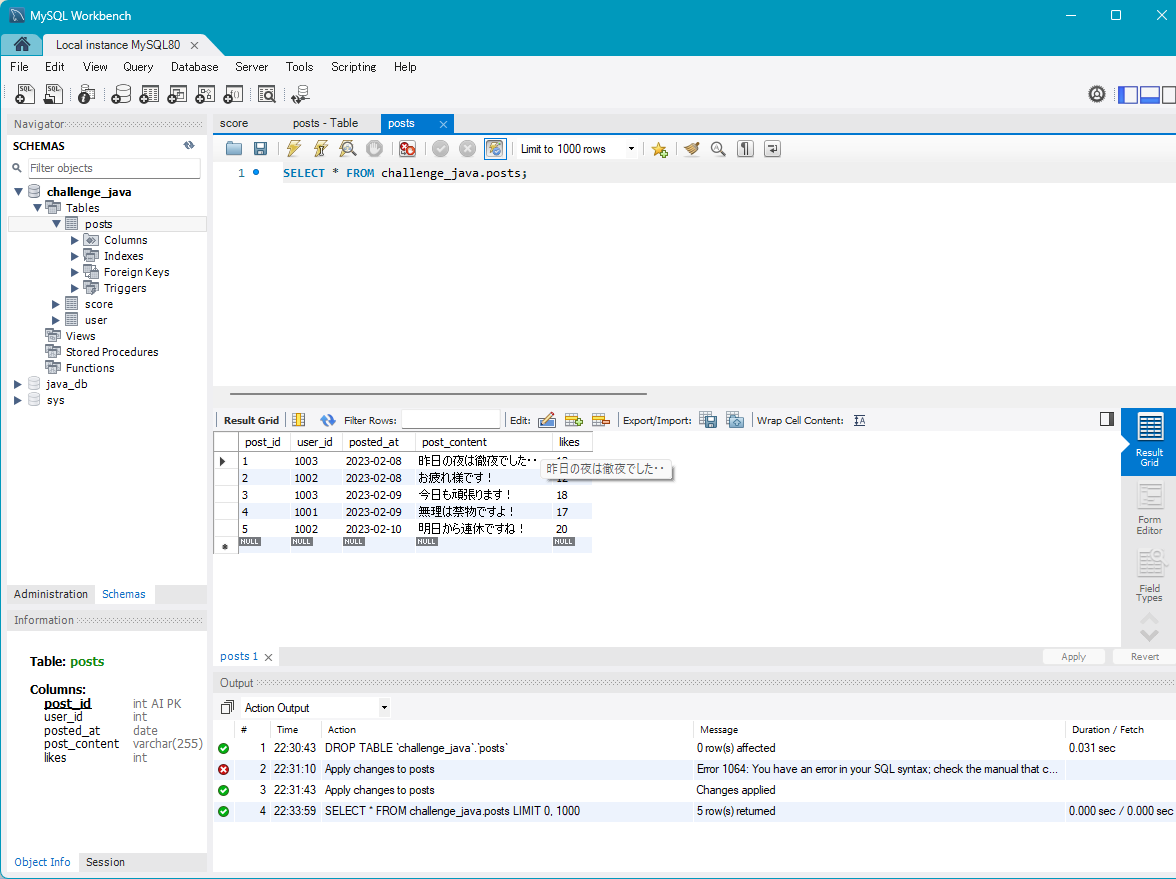 MySQL Workbench
Local instance MySQL80
File Edit View Query Database Server Tools Scripting Help
Navigator
SCHEMAS
Filter objects
challenge_java
Tables
posts
Columns
Indexes
Foreign Keys
Triggers
score
user
Views
Stored Procedures
Functions
java_db
sys
Administration Schemas
Information
Table: posts
Columns:
post_id int AI PK
user_id int
posted_at date
post_content varchar(255)
likes int
Object Info Session
score posts - Table posts
Limit to 1000 rows
1 SELECT * FROM challenge_java.posts;
Result Grid Filter Rows: Edit: Export/Import: Wrap Cell Content:
post_id user_id posted_at post_content likes
1 1003 2023-02-08 昨日の夜は徹夜でした・・
昨日の夜は徹夜でした・・
2 1002 2023-02-08 お疲れ様です！ 12
3 1003 2023-02-09 今日も頑張ります！ 18
4 1001 2023-02-09 無理は禁物ですよ！ 17
5 1002 2023-02-10 明日から連休ですね！ 20
NULL NULL NULL NULL NULL
Result
Grid
Form
Editor
Field
Types
posts 1
Apply Revert
Output
Action Output
# Time Action Message Duration / Fetch
1 22:30:43 DROP TABLE `challenge_java`.`posts` 0 row(s) affected 0.031 sec
2 22:31:10 Apply changes to posts Error 1064: You have an error in your SQL syntax; check the manual that c...
3 22:31:43 Apply changes to posts Changes applied
4 22:33:59 SELECT * FROM challenge_java.posts LIMIT 0, 1000 5 row(s) returned 0.000 sec / 0.000 sec